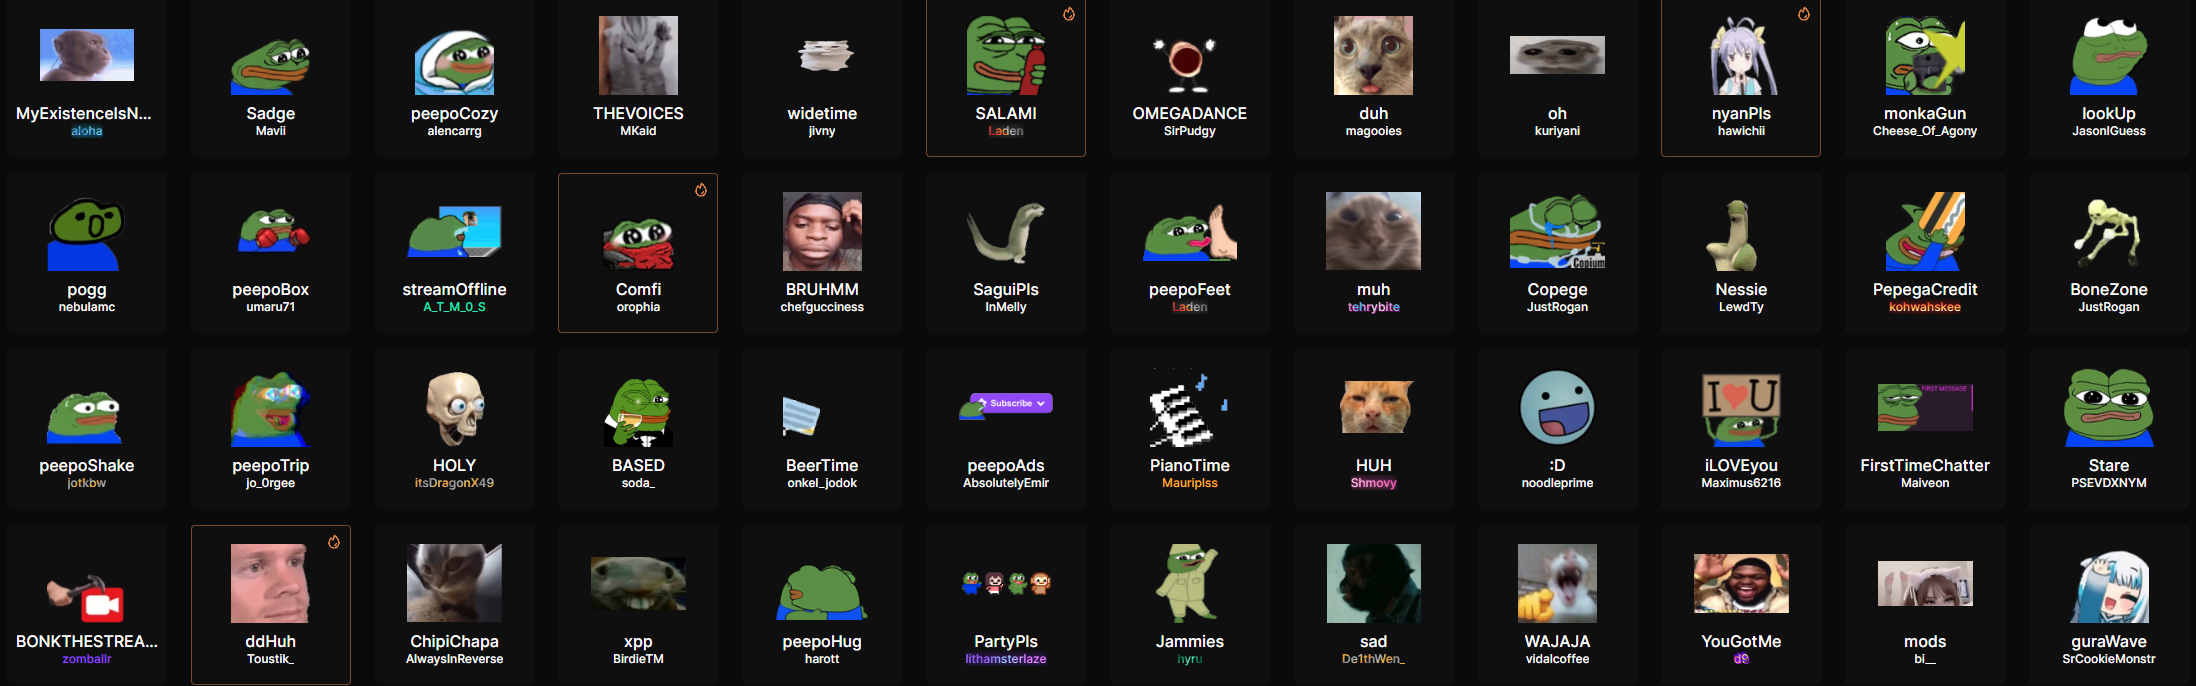 MyExistenceIsN...
aloha
Sadge
Mavii
peepoCozy
alencarrg
THEVOICES
MKaid
widetime
jivny
SALAMI
Laden
OMEGADANCE
SirPudgy
duh
magooies
oh
kuriyani
nyanPls
hawichii
monkaGun
Cheese_Of_Agony
lookUp
JasonIGuess
pogg
nebulamc
peepoBox
umaru71
streamOffline
A_T_M_0_S
Comfi
orophia
BRUHMM
chefgucciness
SaguiPls
InMelly
peepoFeet
Laden
muh
tehrybite
Copium
Copege
JustRogan
Nessie
LewdTy
PepegaCredit
kohwahskee
BoneZone
JustRogan
peepoShake
jotkbw
peepoTrip
jo_0rgee
HOLY
itsDragonX49
BASED
soda_
BeerTime
onkel_jodok
Subscribe
peepoAds
AbsolutelyEmir
PianoTime
Mauriplss
HUH
Shmovy
:D
noodleprime
I U
iLOVEyou
Maximus6216
FIRST MESSAGE
FirstTimeChatter
Maiveon
Stare
PSEVDXNYM
BONKTHESTREA...
zomballr
ddHuh
Toustik_
ChipiChapa
AlwaysInReverse
xpp
BirdieTM
peepoHug
harott
PartyPls
lithamsterlaze
Jammies
hyru
sad
De1thWen_
WAJAJA
vidalcoffee
YouGotMe
d9
mods
bi__
guraWave
SrCookieMonstr